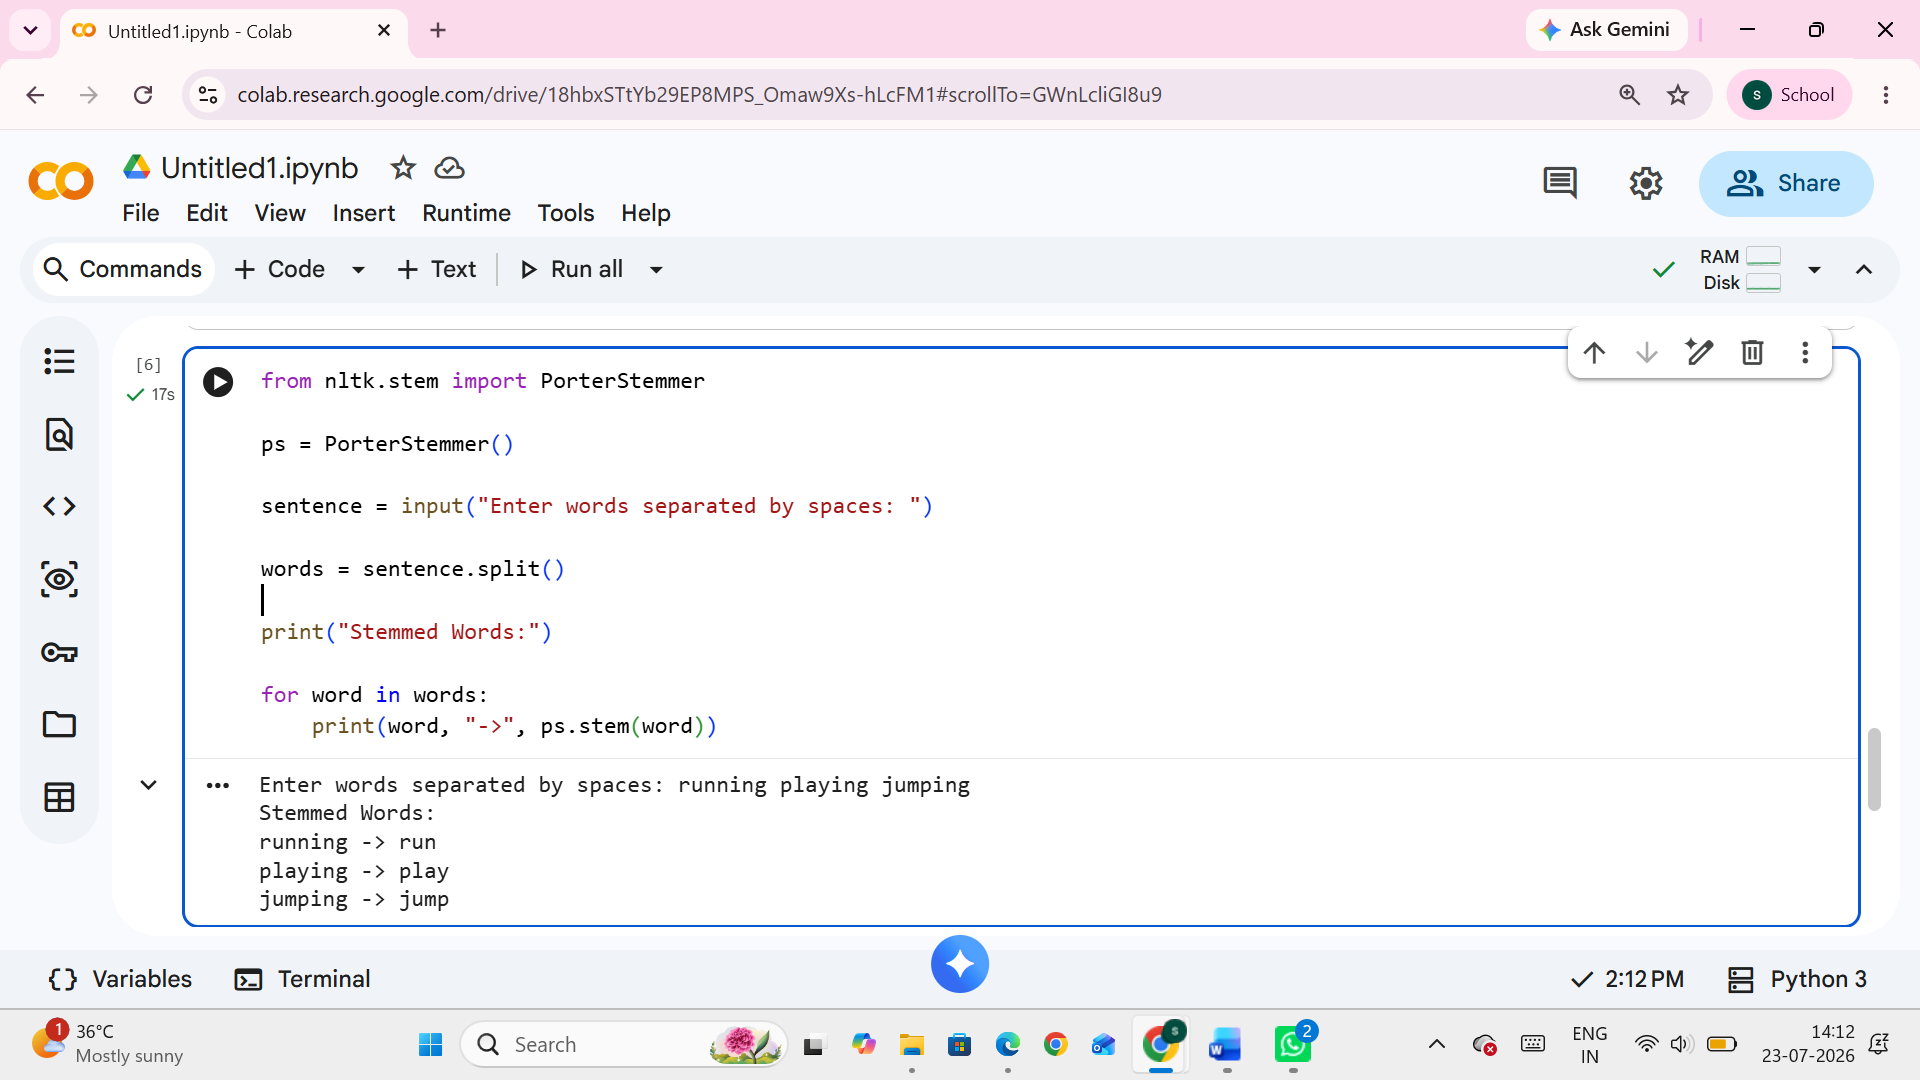 Untitled1.ipynb - Colab
Ask Gemini
colab.research.google.com/drive/18hbxSTtYb29EP8MPS_Omaw9Xs-hLcFM1#scrollTo=GWnLcliGI8u9
S School
Untitled1.ipynb
File Edit View Insert Runtime Tools Help
Share
Commands + Code + Text Run all
RAM
Disk
[6]
17s
from nltk.stem import PorterStemmer
ps = PorterStemmer()
sentence = input("Enter words separated by spaces: ")
words = sentence.split()
print("Stemmed Words:")
for word in words:
    print(word, "->", ps.stem(word))
Enter words separated by spaces: running playing jumping
Stemmed Words:
running -> run
playing -> play
jumping -> jump
{} Variables Terminal
2:12 PM Python 3
1
36°C
Mostly sunny
Search
S
W
2
ENG
IN
14:12
23-07-2026